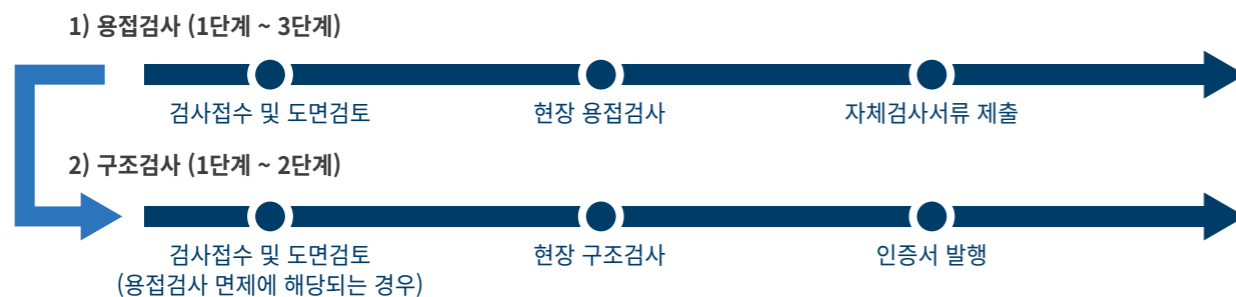 1) 용접검사 (1단계 ~ 3단계)
검사접수 및 도면검토
현장 용접검사
자체검사서류 제출
2) 구조검사 (1단계 ~ 2단계)
검사접수 및 도면검토
(용접검사 면제에 해당되는 경우)
현장 구조검사
인증서 발행